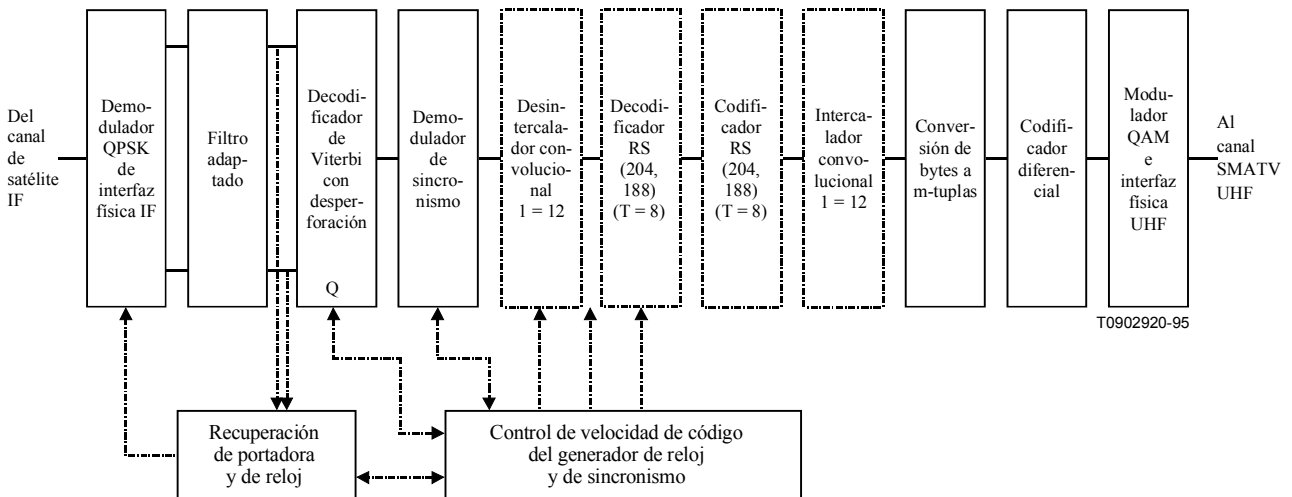 Del
canal
de
satélite
IF
Demo-
dulador
QPSK
de
interfaz
física IF
Filtro
adap-
tado
Decodi-
ficador
de
Viterbi
con
desper-
foración
Q
Demo-
dulador
de
sincro-
nismo
Desin-
tercala-
dor con-
volucional
1 = 12
Decodi-
ficador
RS
(204,
188)
(T = 8)
Codifi-
cador
RS
(204,
188)
(T = 8)
Interca-
lador
convo-
lucional
1 = 12
Conver-
sión de
bytes a
m-tuplas
Codifi-
cador
diferen-
cial
Modu-
lador
QAM
e
interfaz
física
UHF
Al
canal
SMATV
UHF
T0902920-95
Recuperación
de portadora
y de reloj
Control de velocidad de código
del generador de reloj
y de sincronismo